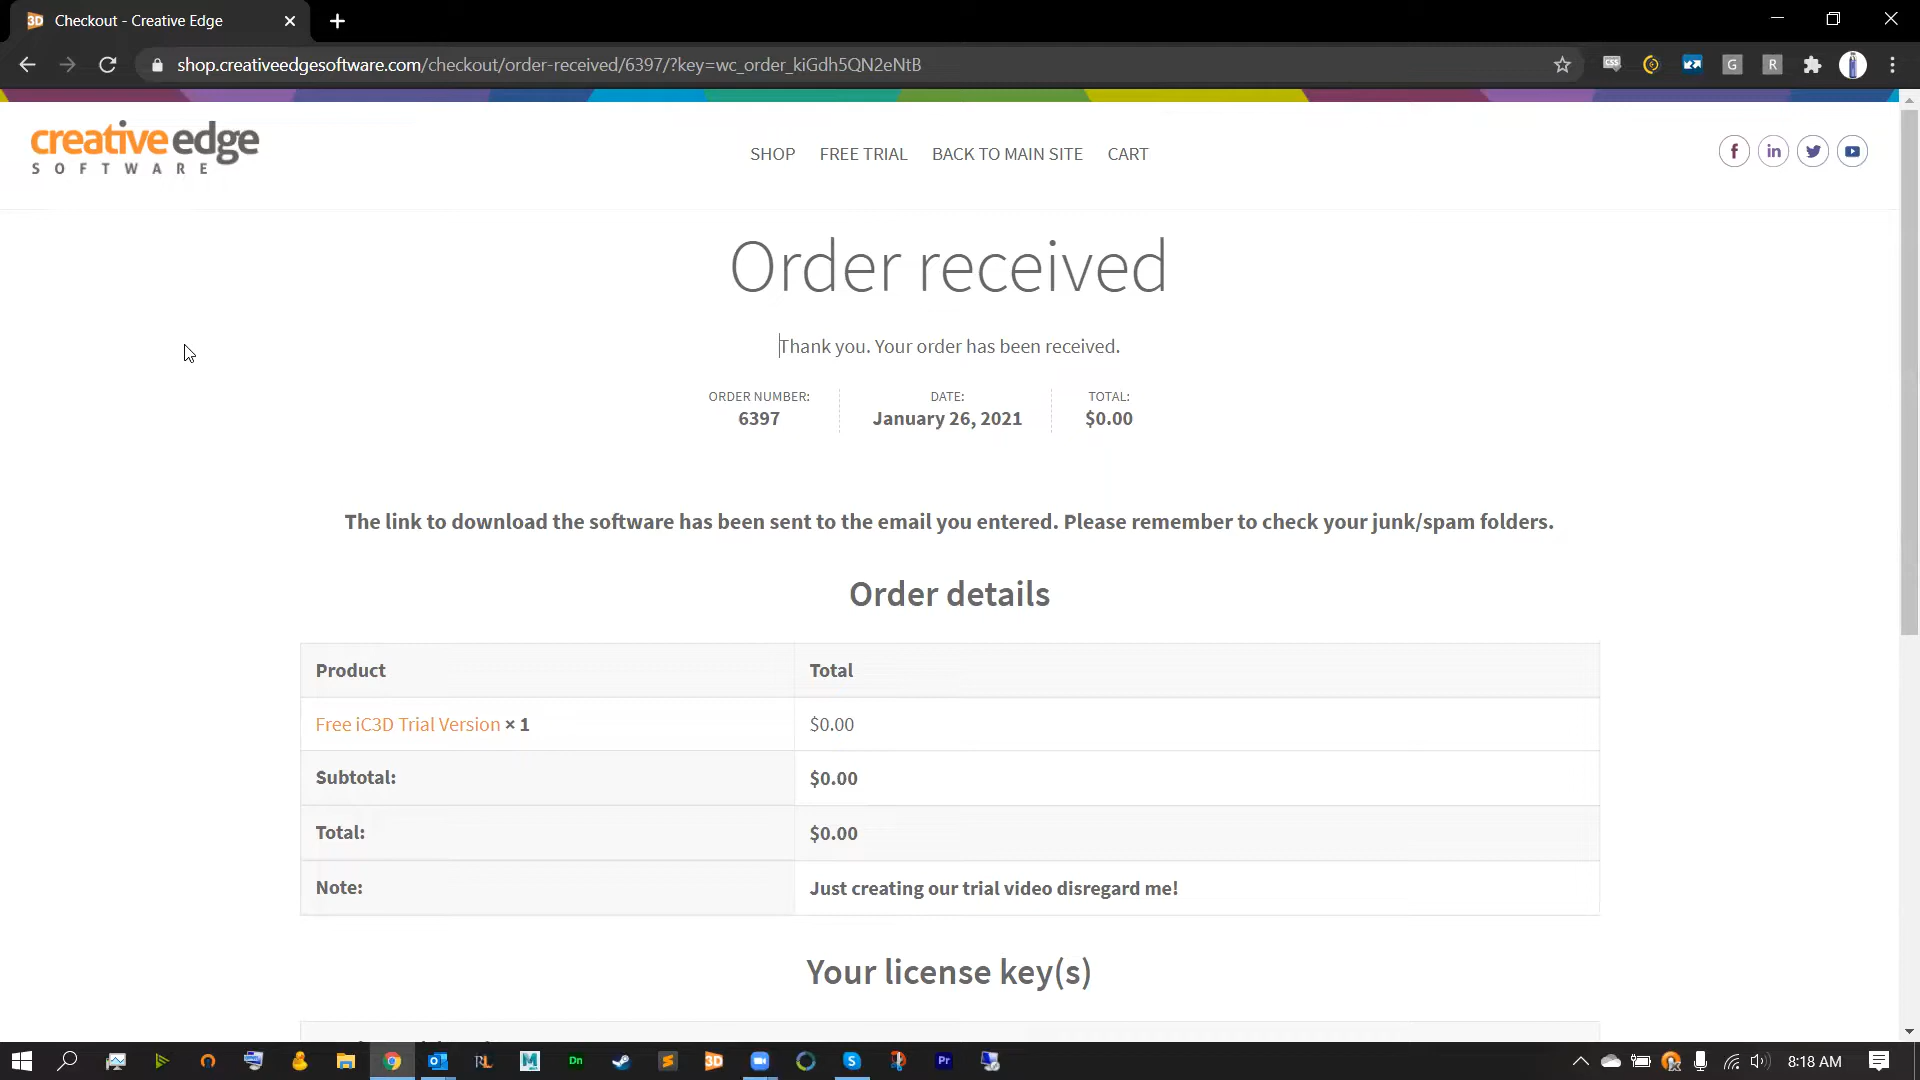 Checkout - Creative Edge
shop.creativeedgesoftware.com/checkout/order-received/6397/?key=wc_order_kiGdh5QN2eNtB
creative edge
SOFTWARE
SHOP FREE TRIAL BACK TO MAIN SITE CART
Order received
Thank you. Your order has been received.
ORDER NUMBER: DATE: TOTAL:
6397 January 26, 2021 $0.00
The link to download the software has been sent to the email you entered. Please remember to check your junk/spam folders.
Order details
Product Total
Free iC3D Trial Version × 1 $0.00
Subtotal: $0.00
Total: $0.00
Note: Just creating our trial video disregard me!
Your license key(s)
8:18 AM